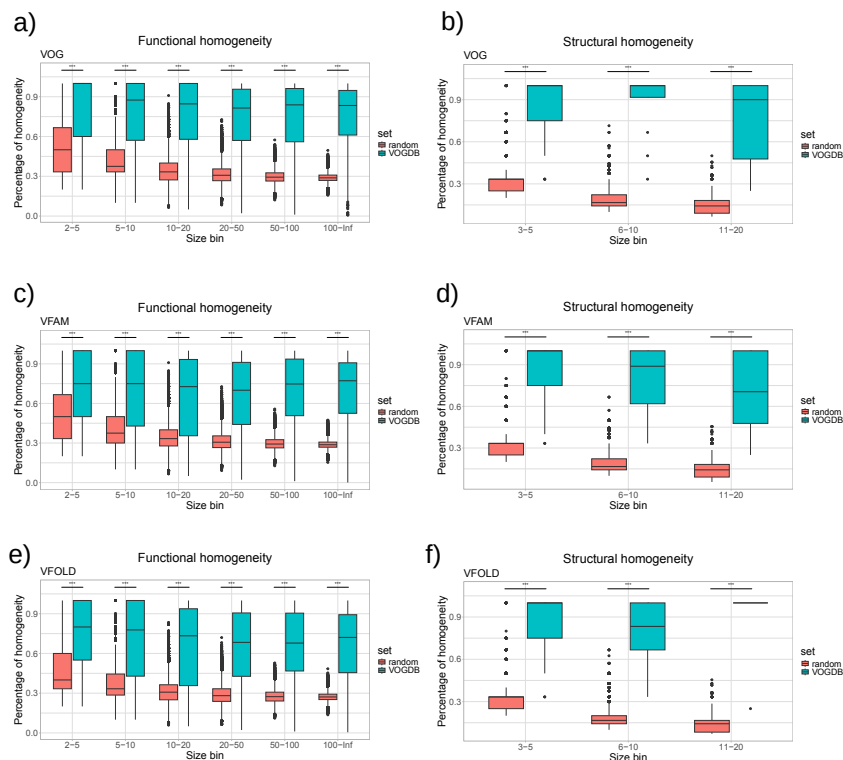 a)
Functional homogeneity
VOG
***
***
***
***
***
***
0.9
0.6
0.3
0.0
Percentage of homogeneity
2−5
5−10
10−20
20−50
50−100
100−Inf
Size bin
set
random
VOGDB
b)
Structural homogeneity
VOG
***
***
***
0.9
0.6
0.3
Percentage of homogeneity
3−5
6−10
11−20
Size bin
set
random
VOGDB
c)
Functional homogeneity
VFAM
***
***
***
***
***
***
0.9
0.6
0.3
0.0
Percentage of homogeneity
2−5
5−10
10−20
20−50
50−100
100−Inf
Size bin
set
random
VOGDB
d)
Structural homogeneity
VFAM
***
***
***
0.9
0.6
0.3
Percentage of homogeneity
3−5
6−10
11−20
Size bin
set
random
VOGDB
e)
Functional homogeneity
VFOLD
***
***
***
***
***
***
0.9
0.6
0.3
0.0
Percentage of homogeneity
2−5
5−10
10−20
20−50
50−100
100−Inf
Size bin
set
random
VOGDB
f)
Structural homogeneity
VFOLD
***
***
***
0.9
0.6
0.3
Percentage of homogeneity
3−5
6−10
11−20
Size bin
set
random
VOGDB